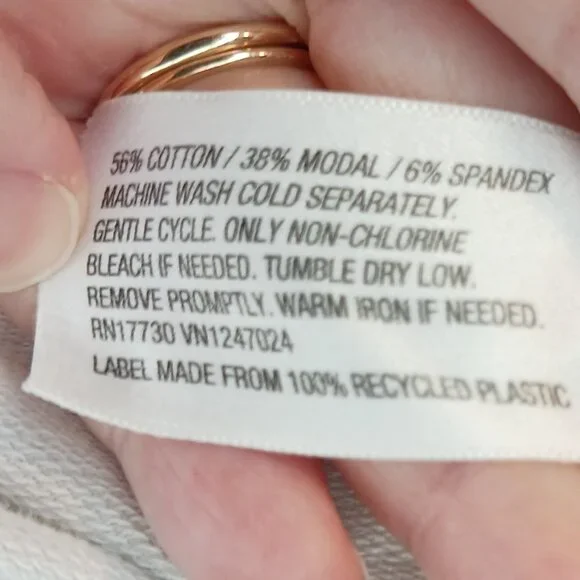 56% COTTON / 38% MODAL / 6% SPANDEX
MACHINE WASH COLD SEPARATELY.
GENTLE CYCLE. ONLY NON-CHLORINE
BLEACH IF NEEDED. TUMBLE DRY LOW.
REMOVE PROMPTLY. WARM IRON IF NEEDED.
RN17730 VN1247024
LABEL MADE FROM 100% RECYCLED PLASTIC